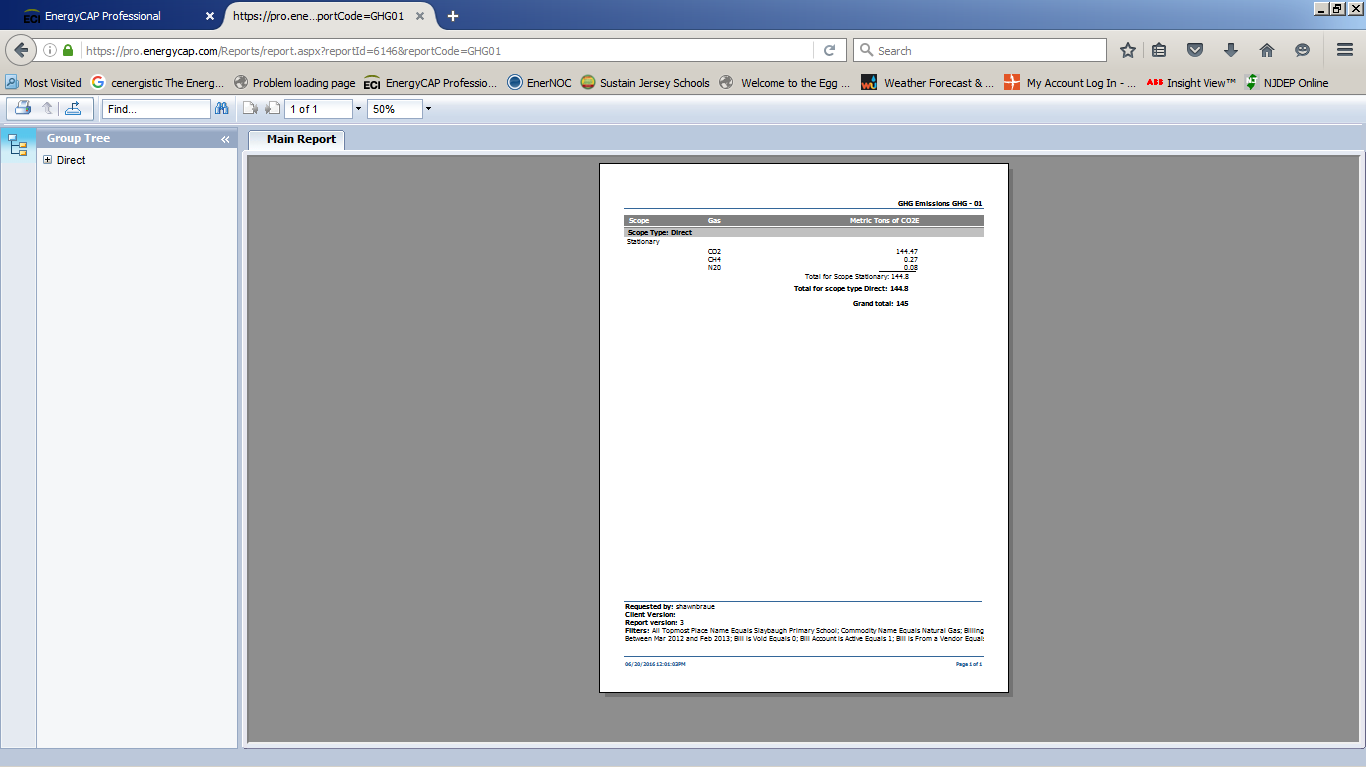 ECI EnergyCAP Professional
https://pro.ene...portCode=GHG01
https://pro.energycap.com/Reports/report.aspx?reportId=6146&reportCode=GHG01
Search
Most Visited
cenergistic The Energ...
Problem loading page
ECI EnergyCAP Professio...
EnerNOC
Sustain Jersey Schools
Welcome to the Egg ...
Weather Forecast & ...
My Account Log In - ...
ABB Insight View™
NJDEP Online
Find...
1 of 1
50%
Group Tree
Direct
Main Report
GHG Emissions GHG - 01
Scope Gas Metric Tons of CO2E
Scope Type: Direct
Stationary
CO2 144.47
CH4 0.27
N20 0.08
Total for Scope Stationary: 144.8
Total for scope type Direct: 144.8
Grand total: 145
Requested by: shawnbraue
Client Version:
Report version: 3
Filters: All Topmost Place Name Equals Slaybaugh Primary School; Commodity Name Equals Natural Gas; Billing
Between Mar 2012 and Feb 2013; Bill is Void Equals 0; Bill Account is Active Equals 1; Bill is From a Vendor Equals
06/20/2016 12:01:03PM
Page 1 of 1